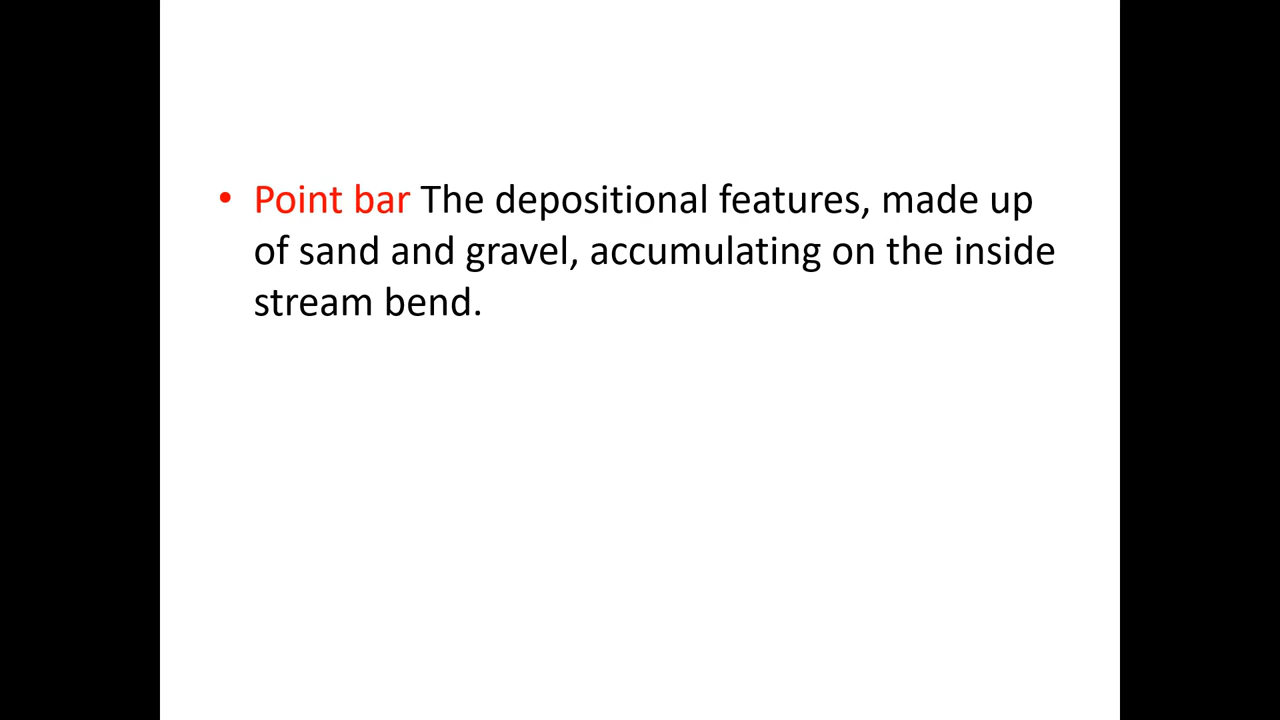 • Point bar The depositional features, made up
of sand and gravel, accumulating on the inside
stream bend.